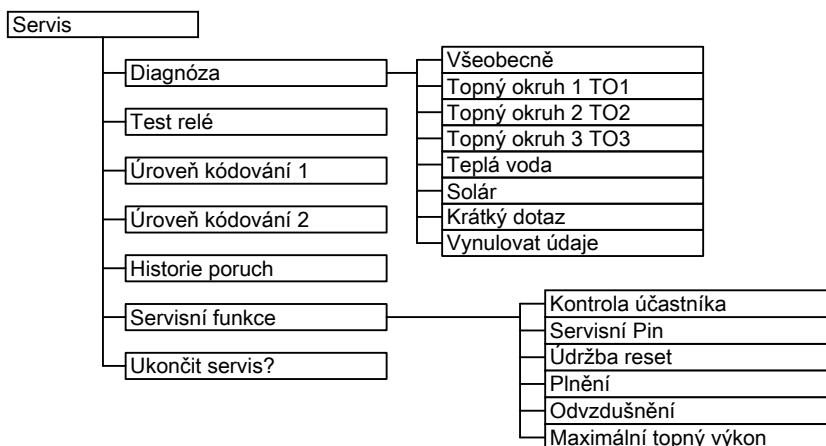 Servis
Diagnóza
Všeobecně
Topný okruh 1 TO1
Topný okruh 2 TO2
Topný okruh 3 TO3
Teplá voda
Solár
Krátký dotaz
Vynulovat údaje
Test relé
Úroveň kódování 1
Úroveň kódování 2
Historie poruch
Servisní funkce
Kontrola účastníka
Servisní Pin
Údržba reset
Plnění
Odvzdušnění
Maximální topný výkon
Ukončit servis?